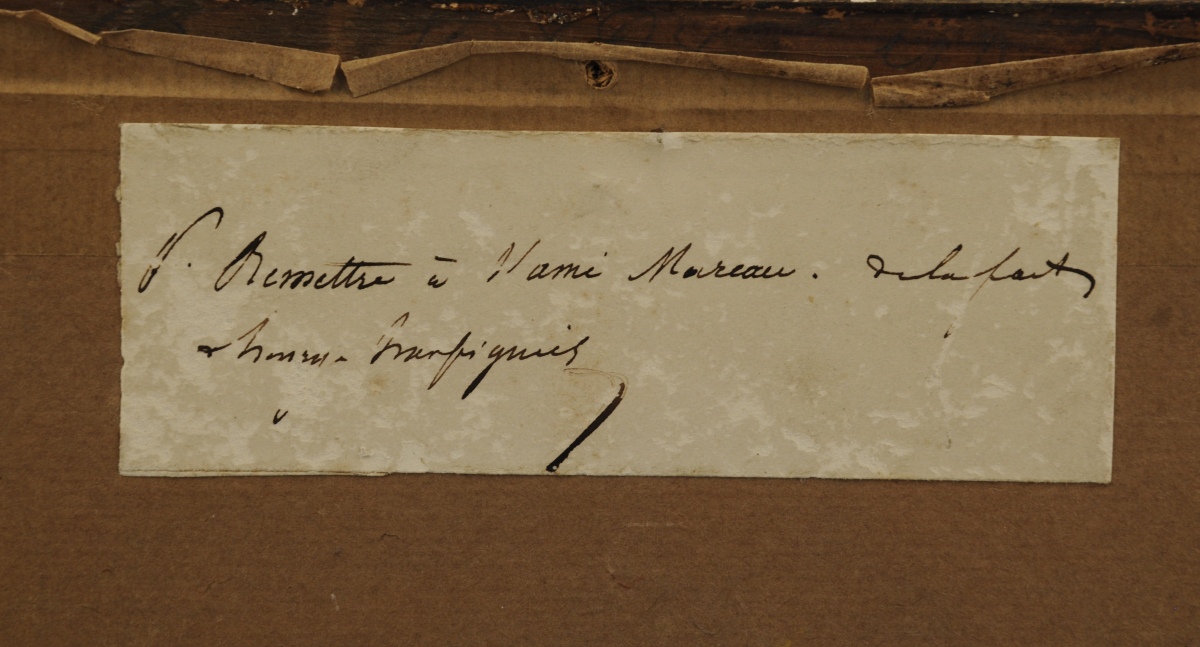 P. Remettre à l'ami Mareau. de la part
d'henry harpignies